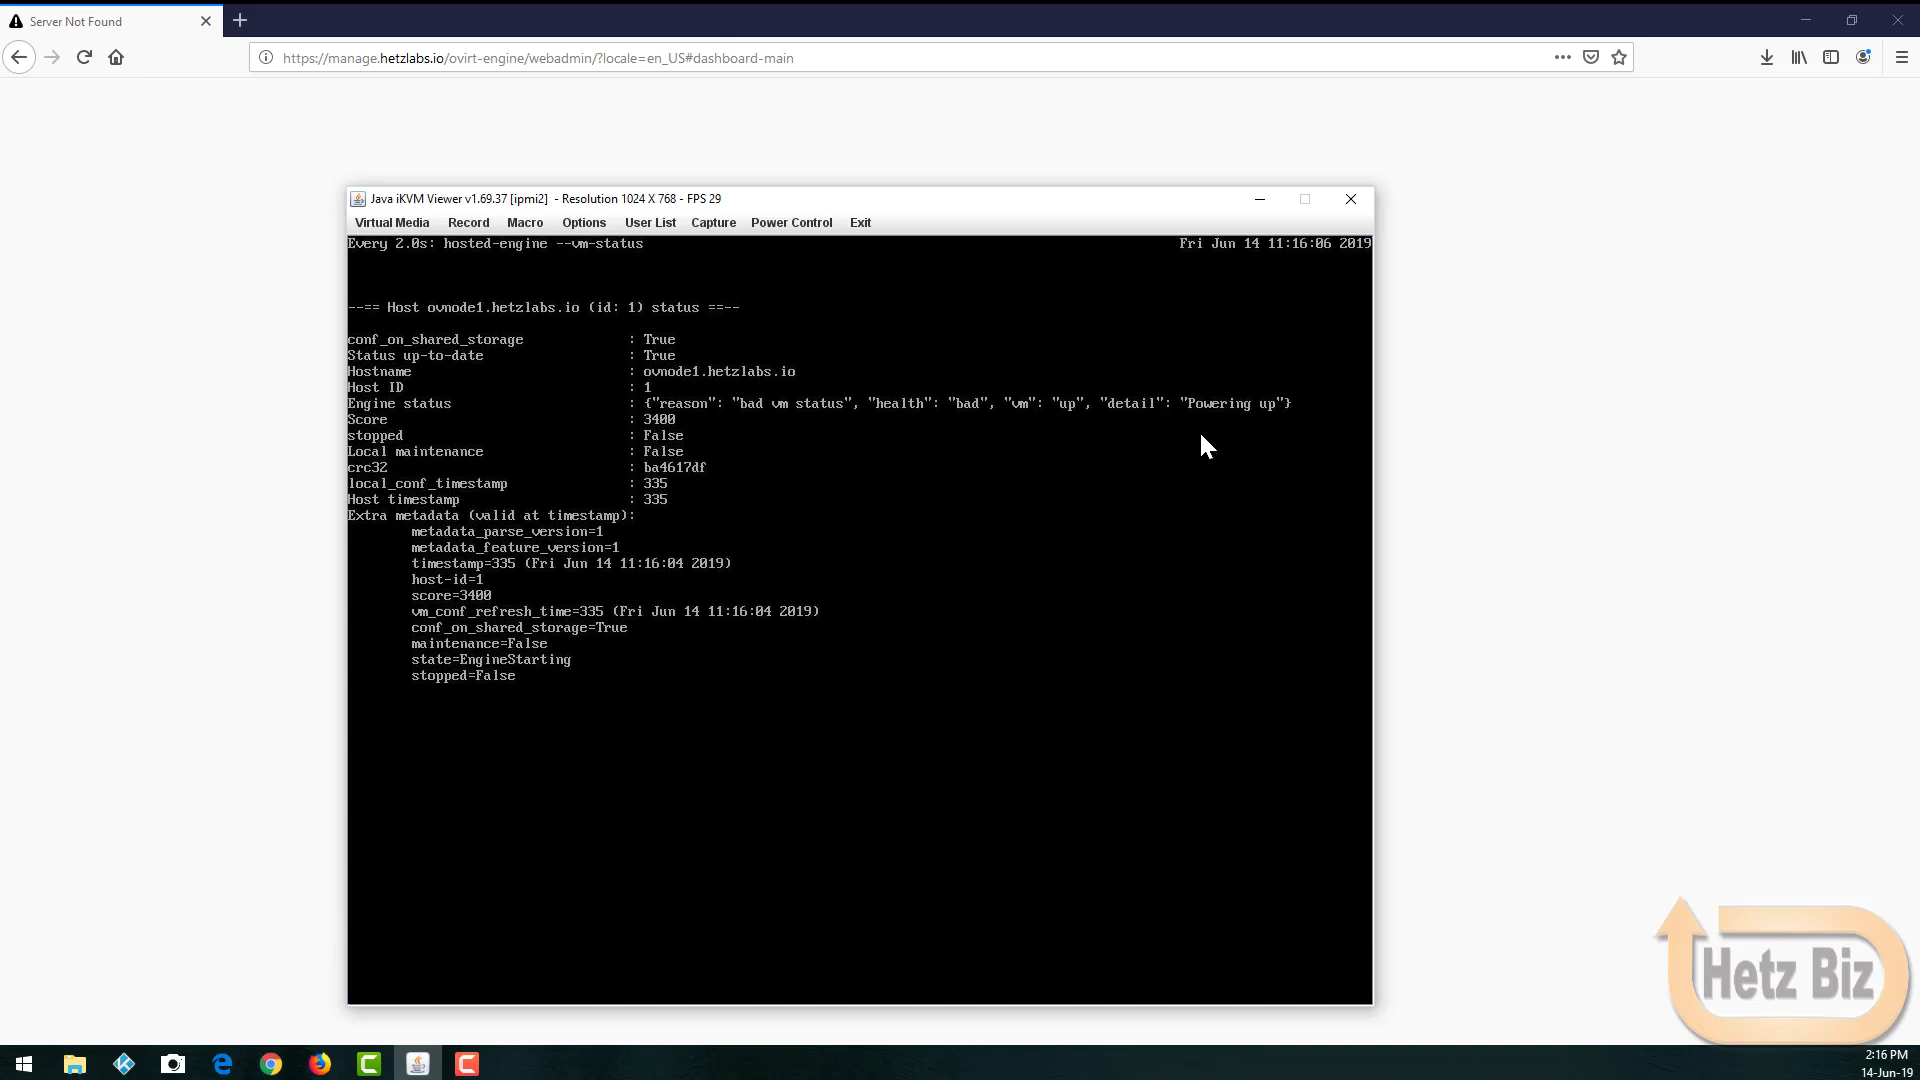 Server Not Found
https://manage.hetzlabs.io/ovirt-engine/webadmin/?locale=en_US#dashboard-main
Java iKVM Viewer v1.69.37 [ipmi2] - Resolution 1024 X 768 - FPS 29
Virtual Media Record Macro Options User List Capture Power Control Exit
Every 2.0s: hosted-engine --vm-status Fri Jun 14 11:16:06 2019
--== Host ovnode1.hetzlabs.io (id: 1) status ==--
conf_on_shared_storage : True
Status up-to-date : True
Hostname : ovnode1.hetzlabs.io
Host ID : 1
Engine status : {"reason": "bad vm status", "health": "bad", "vm": "up", "detail": "Powering up"}
Score : 3400
stopped : False
Local maintenance : False
crc32 : ba4617df
local_conf_timestamp : 335
Host timestamp : 335
Extra metadata (valid at timestamp):
metadata_parse_version=1
metadata_feature_version=1
timestamp=335 (Fri Jun 14 11:16:04 2019)
host-id=1
score=3400
vm_conf_refresh_time=335 (Fri Jun 14 11:16:04 2019)
conf_on_shared_storage=True
maintenance=False
state=EngineStarting
stopped=False
Hetz Biz
2:16 PM
14-Jun-19